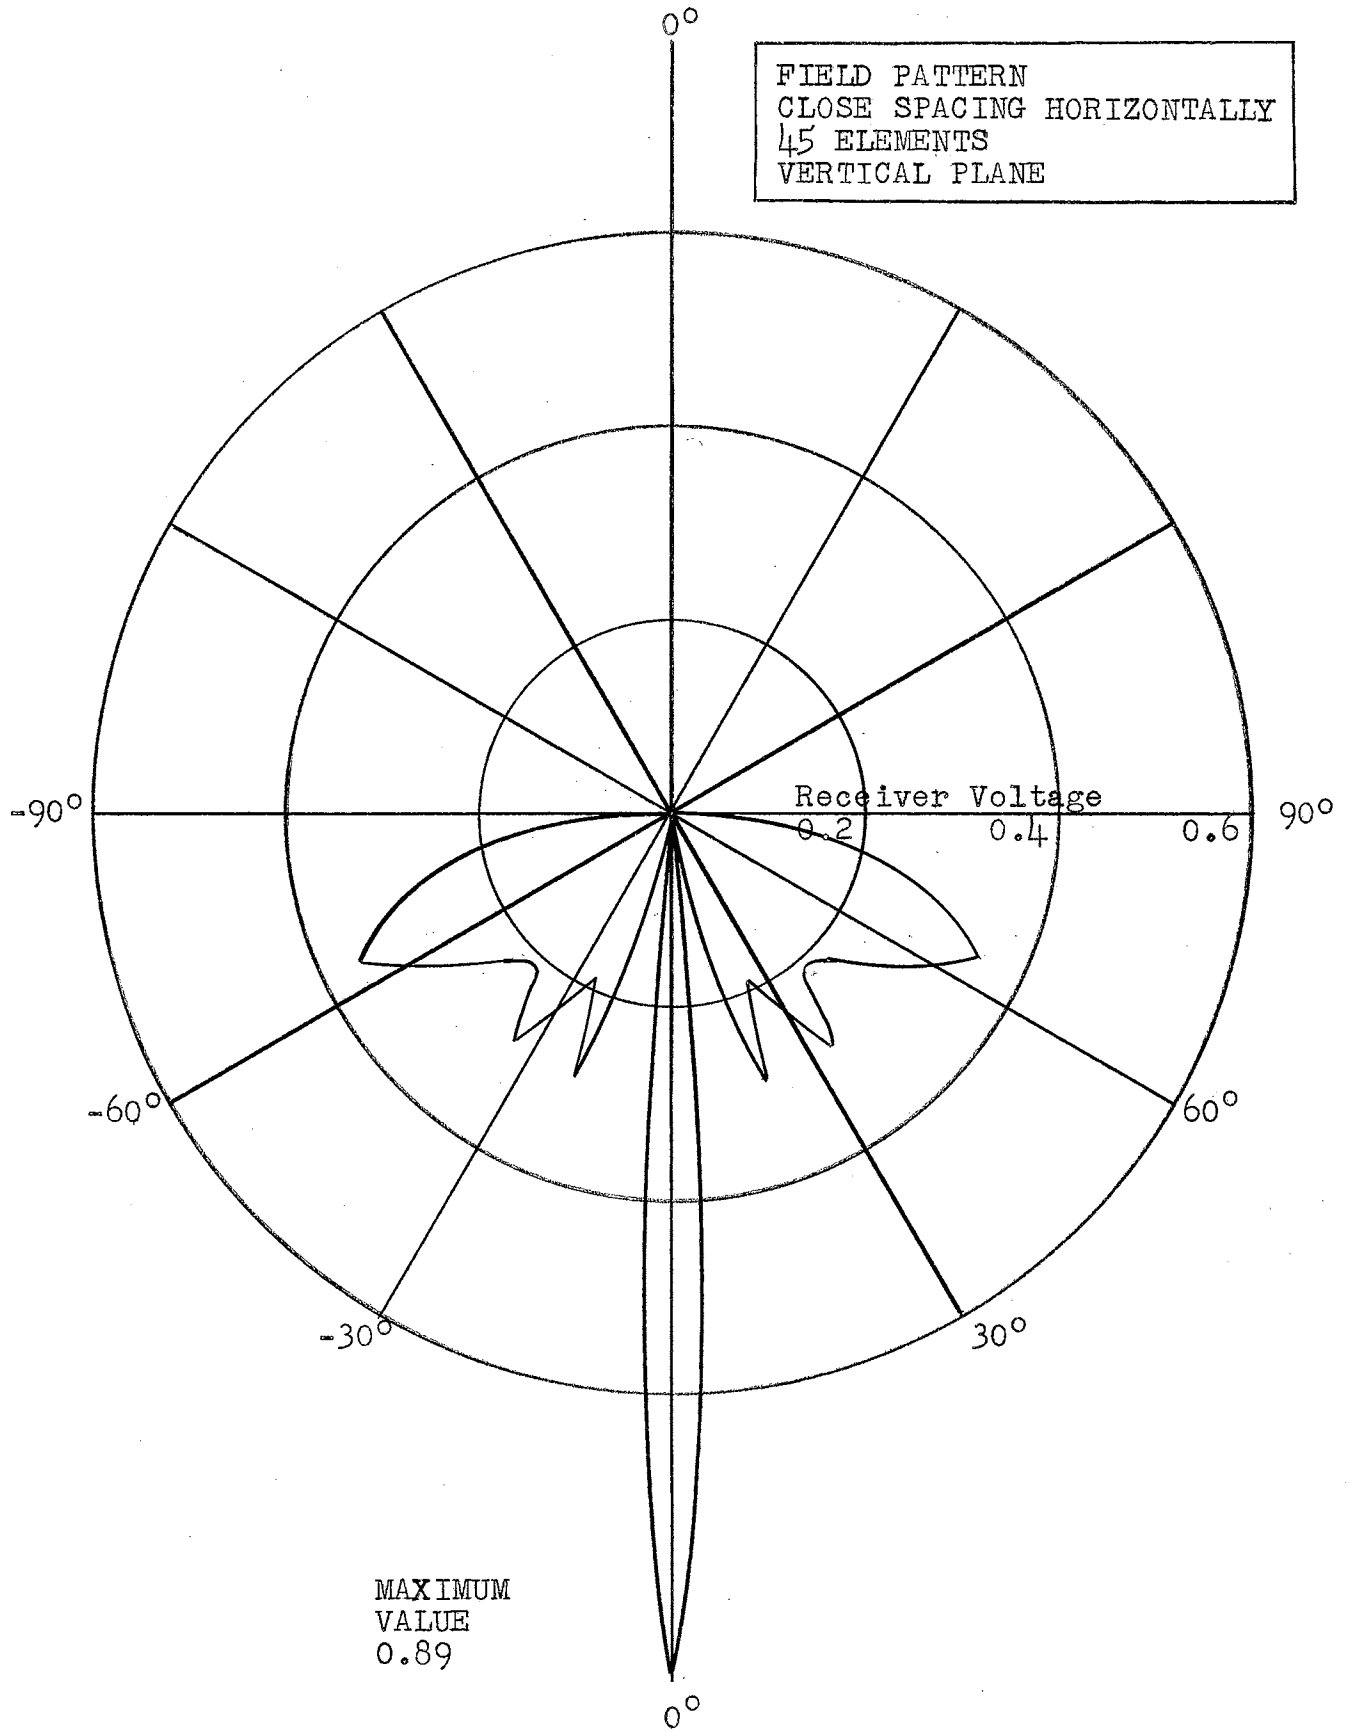 0°
FIELD PATTERN
CLOSE SPACING HORIZONTALLY
45 ELEMENTS
VERTICAL PLANE
Receiver Voltage
-90°
0.2 0.4 0.6
90°
-60°
60°
-30°
30°
MAXIMUM
VALUE
0.89
0°